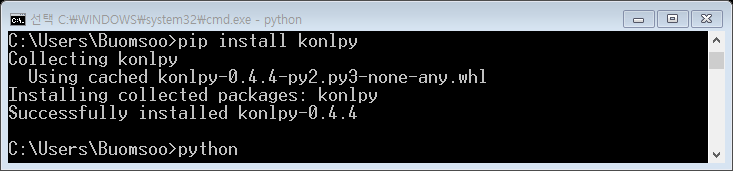 선택 C:₩WINDOWS₩system32₩cmd.exe - python
C:\Users\Buomsoo>pip install konlpy
Collecting konlpy
  Using cached konlpy-0.4.4-py2.py3-none-any.whl
Installing collected packages: konlpy
Successfully installed konlpy-0.4.4
C:\Users\Buomsoo>python